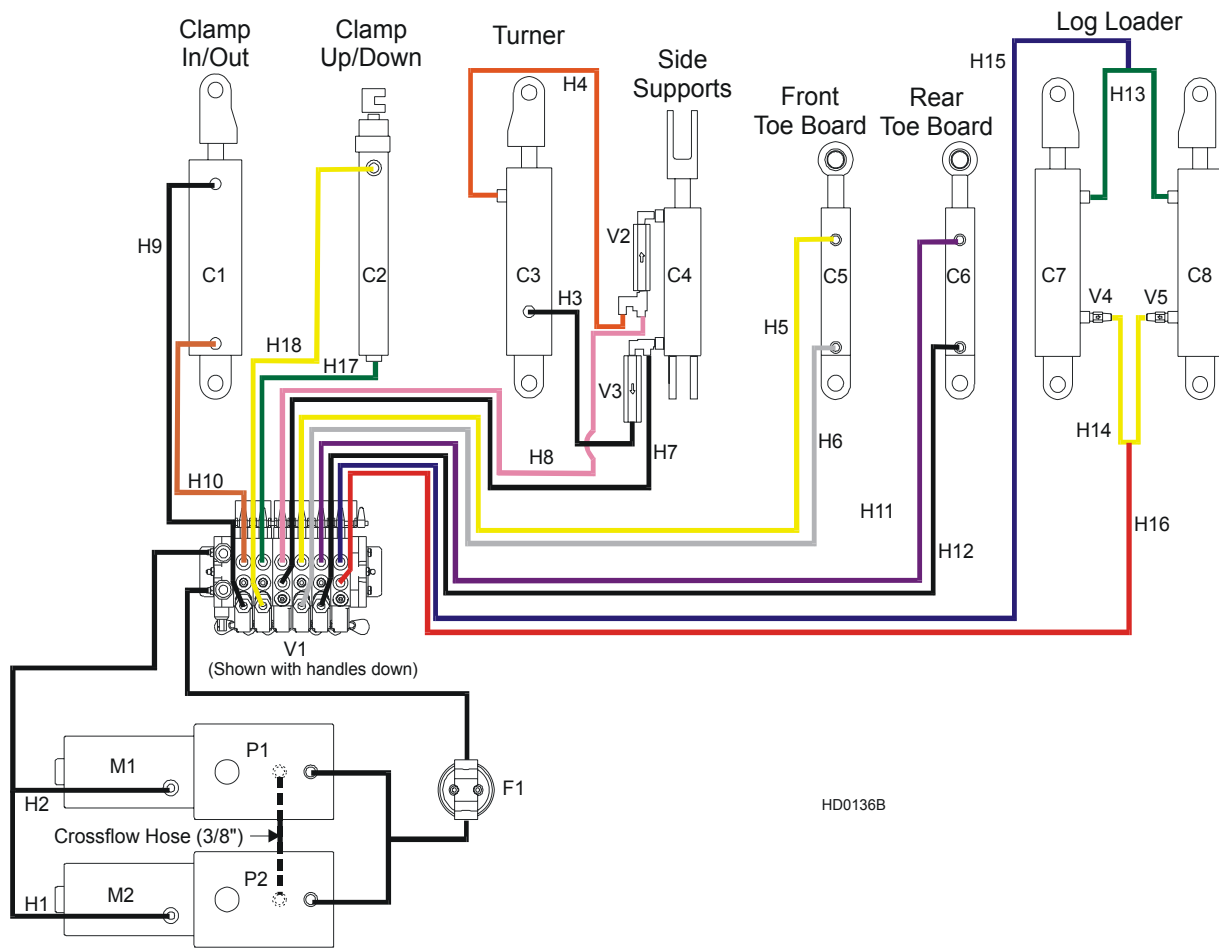 Clamp
In/Out
Clamp
Up/Down
Turner
Side
Supports
Front
Toe Board
Rear
Toe Board
Log Loader
H15
H4
H13
H9
C1
C2
C3
V2
C4
C5
C6
C7
C8
V4
V5
H3
H5
H18
H17
V3
H14
H6
H7
H8
H10
H11
H12
H16
V1
(Shown with handles down)
M1
P1
F1
H2
HD0136B
Crossflow Hose (3/8")
M2
P2
H1